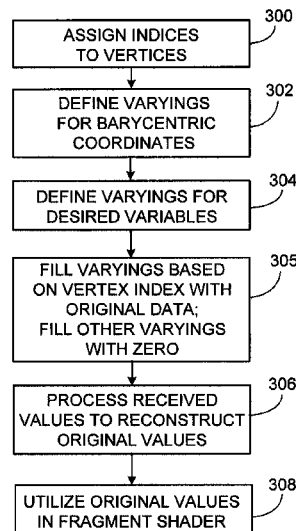 300
ASSIGN INDICES
TO VERTICES
302
DEFINE VARYINGS
FOR BARYCENTRIC
COORDINATES
304
DEFINE VARYINGS FOR
DESIRED VARIABLES
305
FILL VARYINGS BASED
ON VERTEX INDEX WITH
ORIGINAL DATA;
FILL OTHER VARYINGS
WITH ZERO
306
PROCESS RECEIVED
VALUES TO RECONSTRUCT
ORIGINAL VALUES
308
UTILIZE ORIGINAL VALUES
IN FRAGMENT SHADER